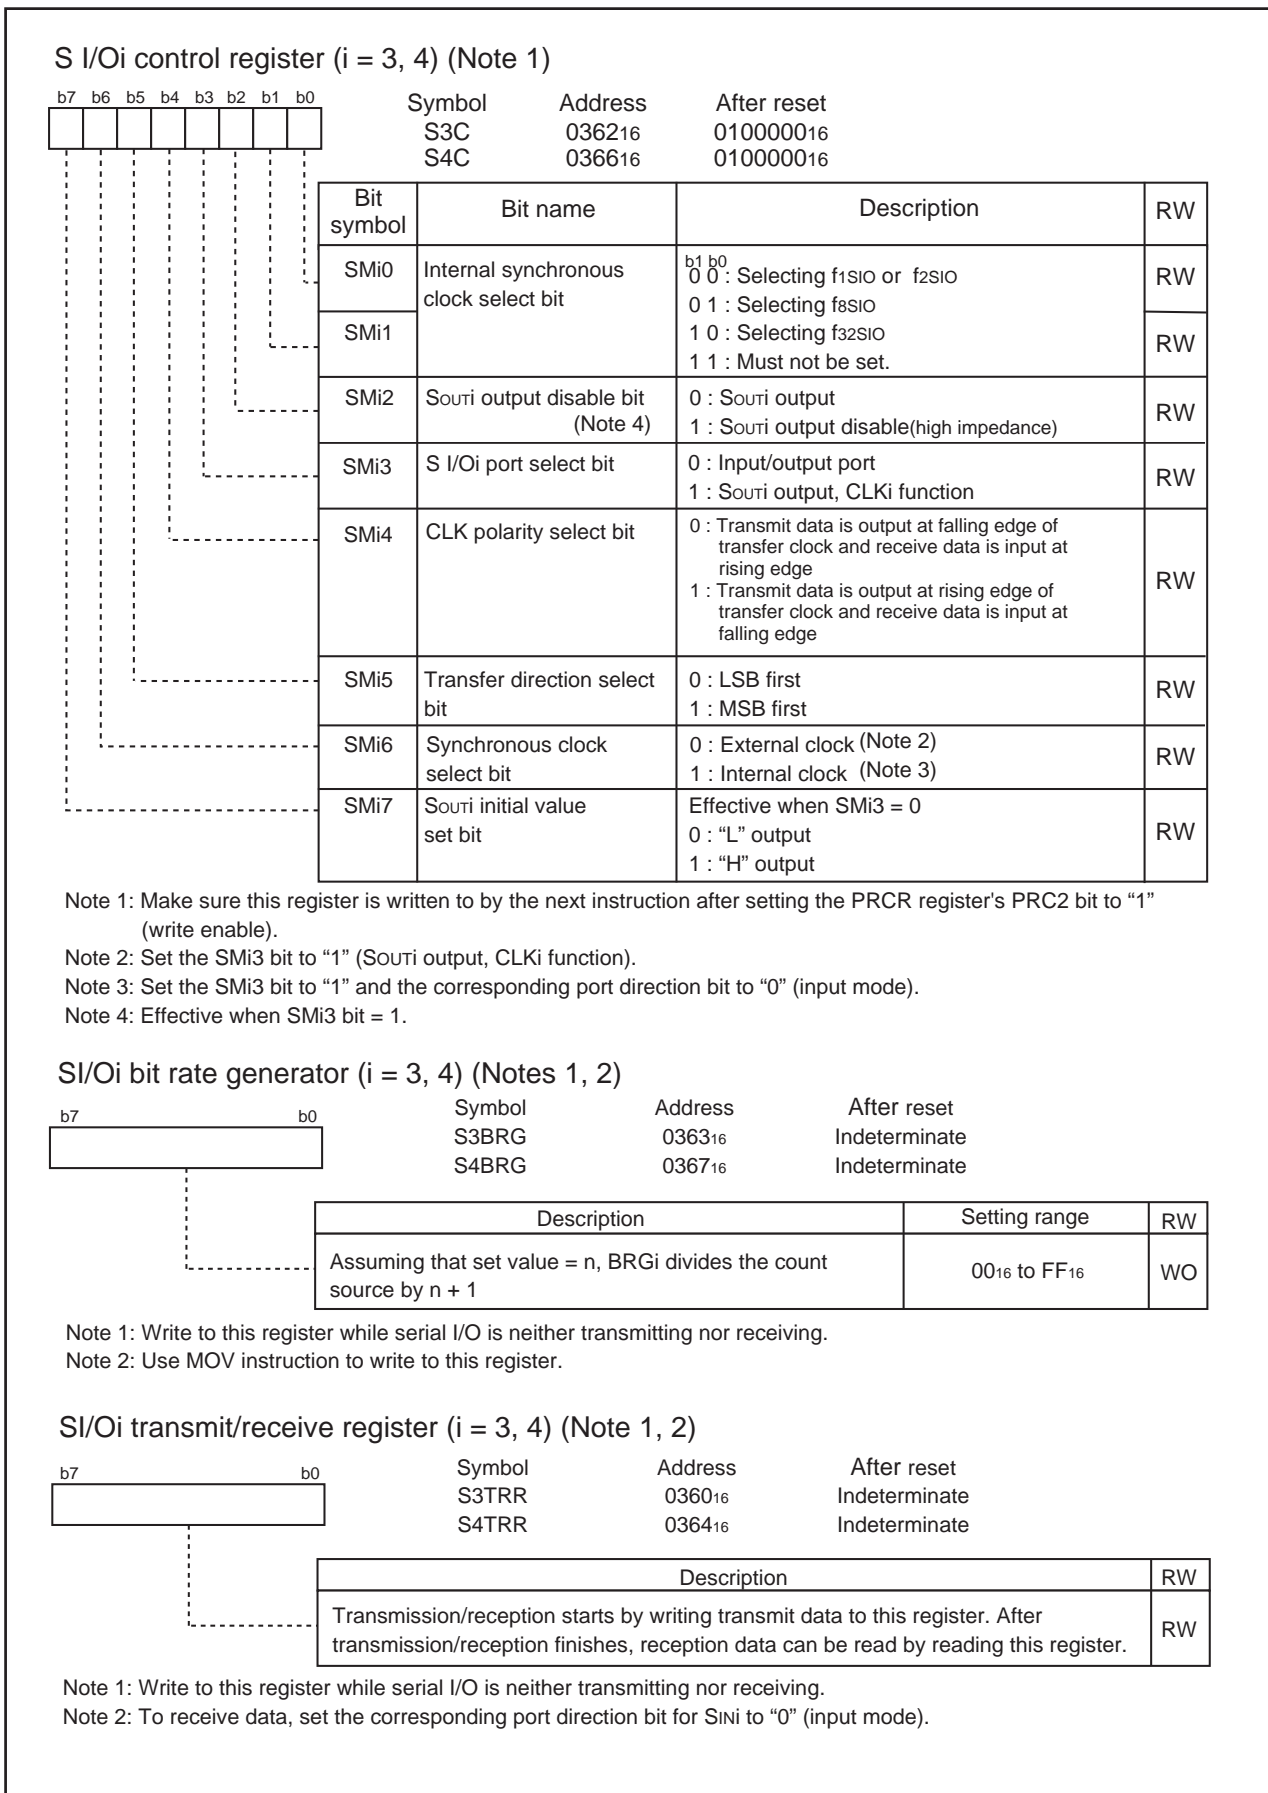 S I/Oi control register (i = 3, 4) (Note 1)
b7 b6 b5 b4 b3 b2 b1 b0
Symbol Address After reset
S3C 036216 010000016
S4C 036616 010000016
Bit symbol Bit name Description RW
SMi0 Internal synchronous clock select bit b1 b0
0 0 : Selecting f1SIO or f2SIO RW
0 1 : Selecting f8SIO
SMi1 1 0 : Selecting f32SIO RW
1 1 : Must not be set.
SMi2 SOUTi output disable bit 0 : SOUTi output RW
(Note 4) 1 : SOUTi output disable(high impedance)
SMi3 S I/Oi port select bit 0 : Input/output port RW
1 : SOUTi output, CLKi function
SMi4 CLK polarity select bit 0 : Transmit data is output at falling edge of
transfer clock and receive data is input at
rising edge
1 : Transmit data is output at rising edge of RW
transfer clock and receive data is input at
falling edge
SMi5 Transfer direction select 0 : LSB first RW
bit 1 : MSB first
SMi6 Synchronous clock 0 : External clock (Note 2) RW
select bit 1 : Internal clock (Note 3)
SMi7 SOUTi initial value Effective when SMi3 = 0
set bit 0 : “L” output RW
1 : “H” output
Note 1: Make sure this register is written to by the next instruction after setting the PRCR register's PRC2 bit to “1”
(write enable).
Note 2: Set the SMi3 bit to “1” (SOUTi output, CLKi function).
Note 3: Set the SMi3 bit to “1” and the corresponding port direction bit to “0” (input mode).
Note 4: Effective when SMi3 bit = 1.
SI/Oi bit rate generator (i = 3, 4) (Notes 1, 2)
b7 b0
Symbol Address After reset
S3BRG 036316 Indeterminate
S4BRG 036716 Indeterminate
Description Setting range RW
Assuming that set value = n, BRGi divides the count 0016 to FF16 WO
source by n + 1
Note 1: Write to this register while serial I/O is neither transmitting nor receiving.
Note 2: Use MOV instruction to write to this register.
SI/Oi transmit/receive register (i = 3, 4) (Note 1, 2)
b7 b0
Symbol Address After reset
S3TRR 036016 Indeterminate
S4TRR 036416 Indeterminate
Description RW
Transmission/reception starts by writing transmit data to this register. After RW
transmission/reception finishes, reception data can be read by reading this register.
Note 1: Write to this register while serial I/O is neither transmitting nor receiving.
Note 2: To receive data, set the corresponding port direction bit for SINi to “0” (input mode).